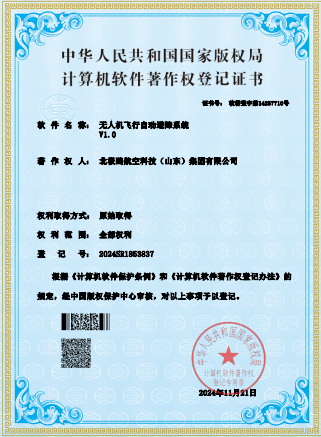 中华人民共和国国家版权局
计算机软件著作权登记证书
证书号： 软著登字第14257710号
软件名称： 无人机飞行自动避障系统
V1.0
著作权人： 北极鸥航空科技（山东）集团有限公司
权利取得方式： 原始取得
权利范围： 全部权利
登记号： 2024SR1853837
根据《计算机软件保护条例》和《计算机软件著作权登记办法》的
规定，经中国版权保护中心审核，对以上事项予以登记。
中华人民共和国国家版权局
计算机软件著作权
登记专用章
2024年11月21日